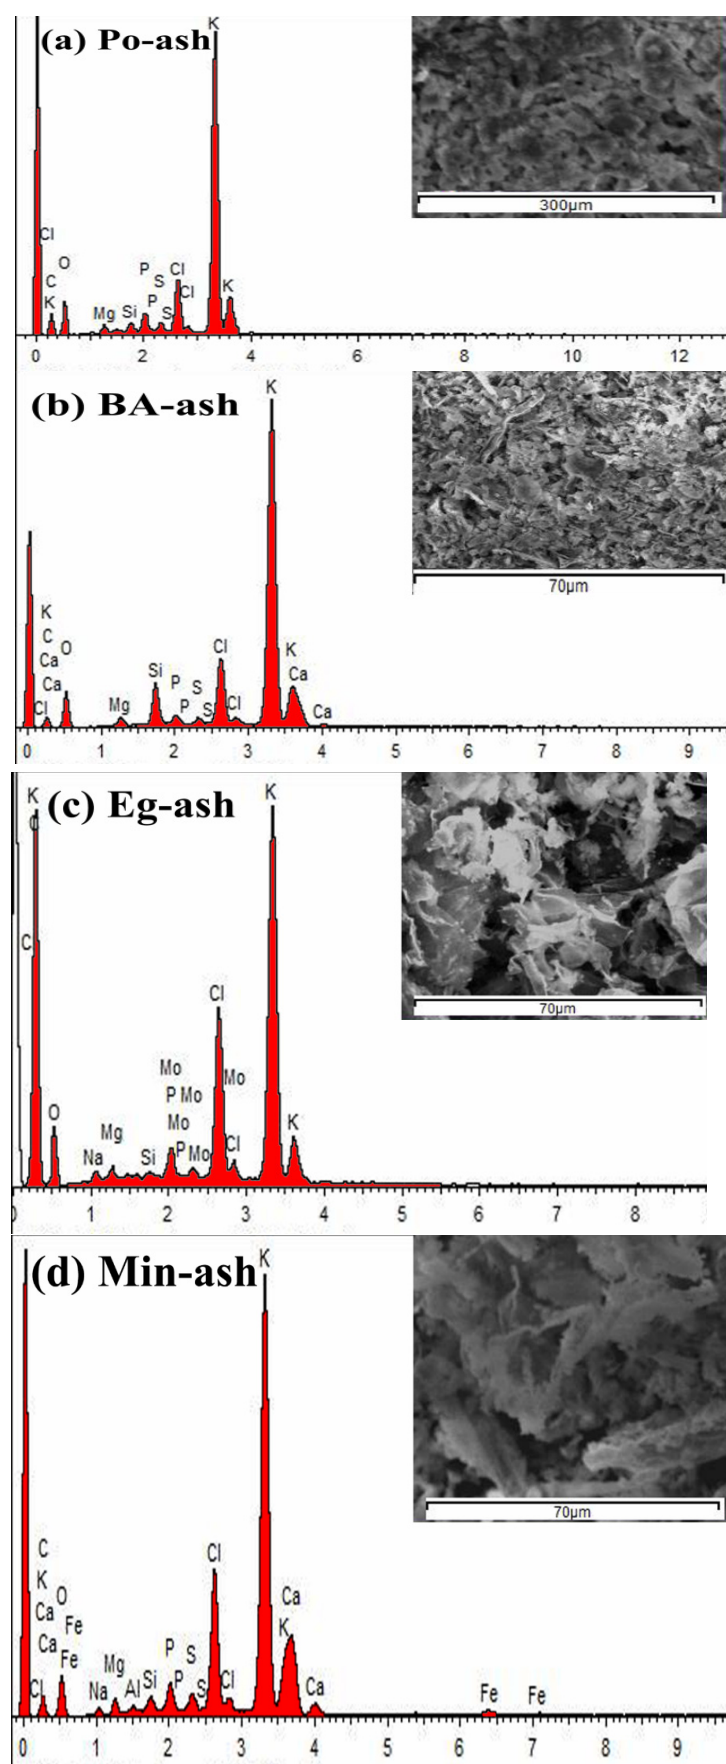 (a) Po-ash
K
300µm
Cl
O
C
K
P
S
Cl
P
S
Cl
K
Mg
Si
0 2 4 6 8 10 12
(b) BA-ash
K
70µm
K
C
O
Ca
Ca
Cl
Mg
Si
P
P
S
S
Cl
Cl
K
Ca
Ca
0 1 2 3 4 5 6 7 8 9
(c) Eg-ash
K
C
K
C
70µm
Cl
Mo
Mo
P Mo
Mo
P
Mo
Cl
K
O
Na
Mg
Si
0 1 2 3 4 5 6 7 8
(d) Min-ash
K
70µm
C
K
O
Ca
Fe
Ca
Fe
Cl
Na
Mg
Al
Si
P
P
S
S
Cl
Cl
Ca
K
Ca
Fe
Fe
0 1 2 3 4 5 6 7 8 9